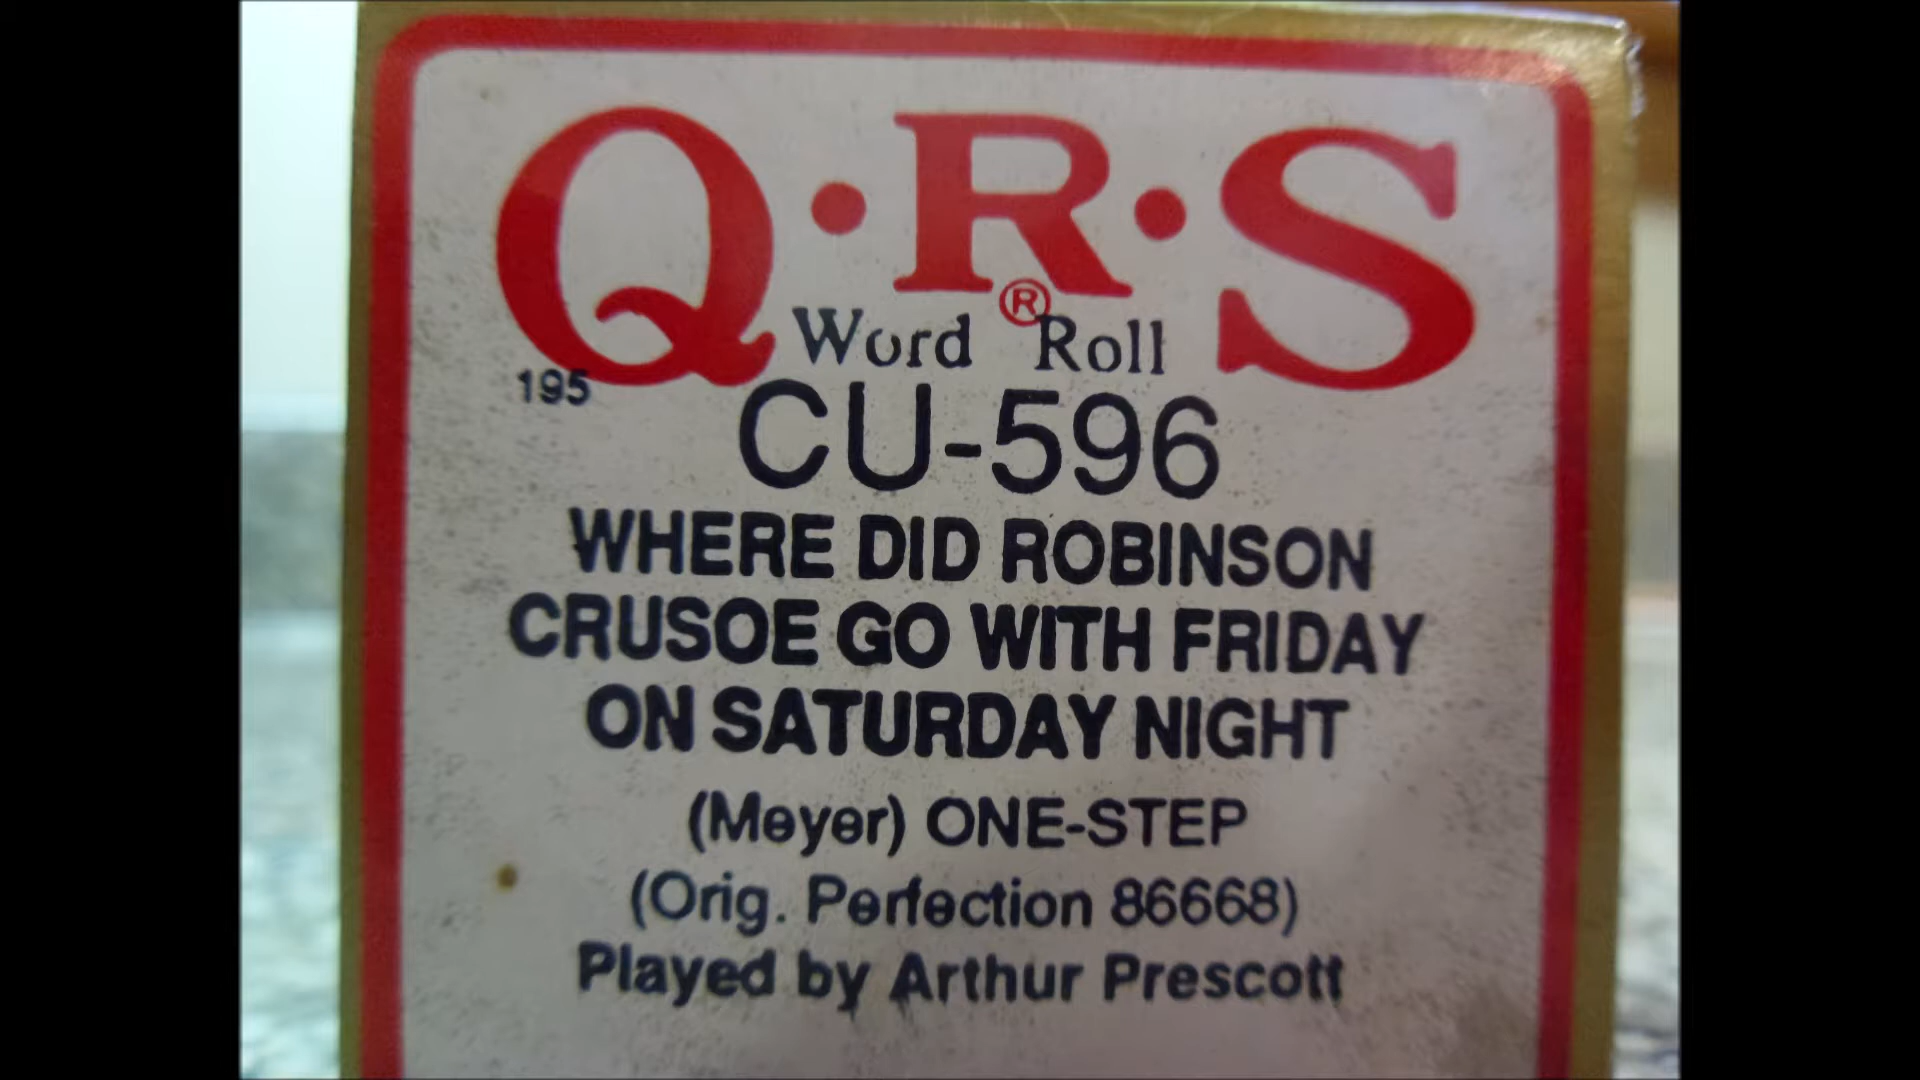 Q·R·S
®
Word Roll
195
CU-596
WHERE DID ROBINSON
CRUSOE GO WITH FRIDAY
ON SATURDAY NIGHT
(Meyer) ONE-STEP
(Orig. Perfection 86668)
Played by Arthur Prescott